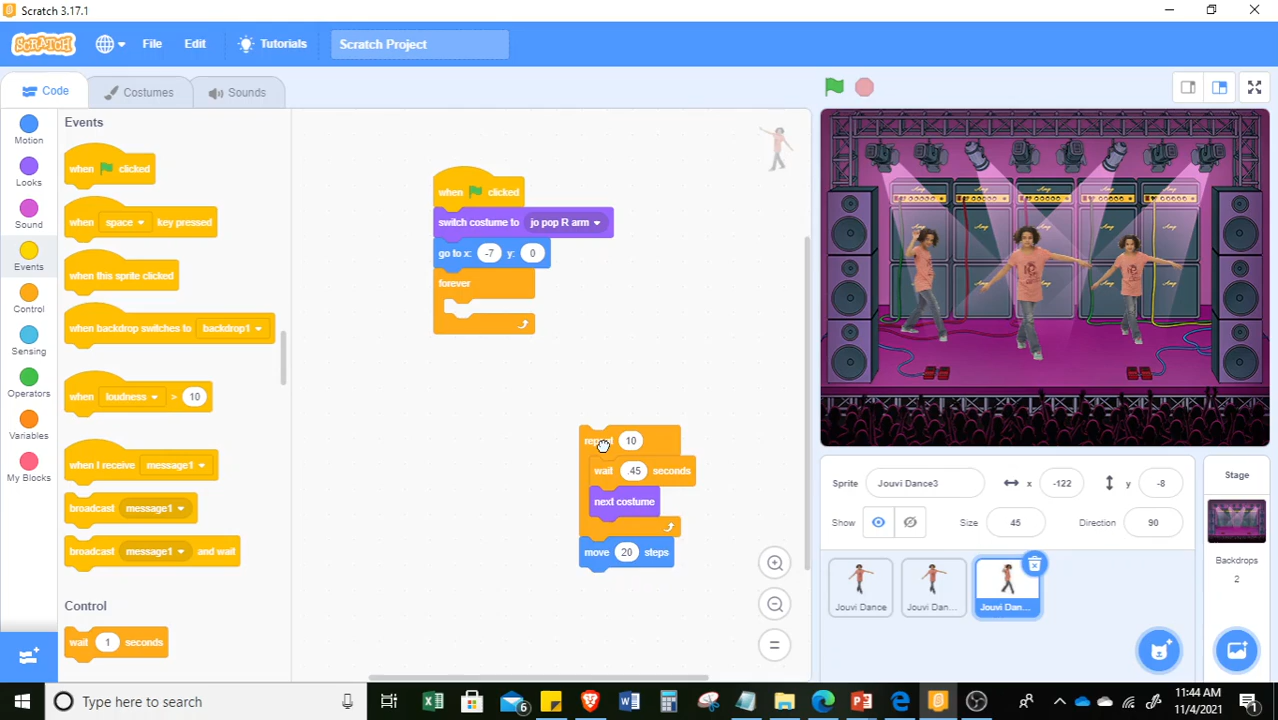 Scratch 3.17.1
SCRATCH File Edit Tutorials Scratch Project
Code Costumes Sounds
Motion
Looks
Sound
Events
Control
Sensing
Operators
Variables
My Blocks
Events
when clicked
when space key pressed
when this sprite clicked
when backdrop switches to backdrop1
when loudness > 10
when I receive message1
broadcast message1
broadcast message1 and wait
Control
wait 1 seconds
when clicked
switch costume to jo pop R arm
go to x: -7 y: 0
forever
10
wait .45 seconds
next costume
move 20 steps
Sprite Jouvi Dance3 x -122 y -8
Show Size 45 Direction 90
Jouvi Dance Jouvi Dan... Jouvi Dan...
Stage
Backdrops
2
Type here to search
6
11:44 AM
11/4/2021
1